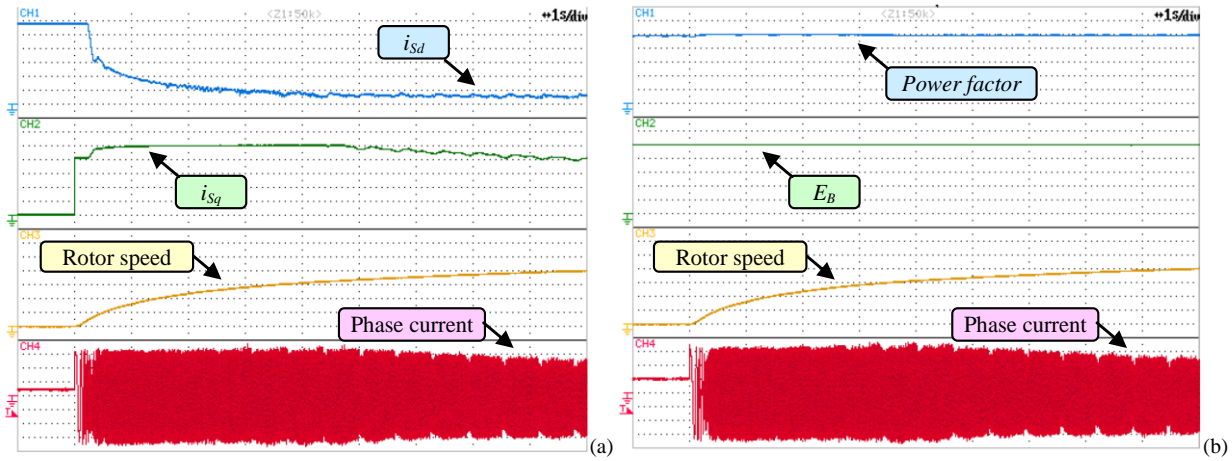 CH1
<Z1:50k>
↔1s/div
i_Sd
CH2
i_Sq
CH3
Rotor speed
Phase current
CH4
(a)
CH1
<Z1:50k>
↔1s/div
Power factor
CH2
E_B
CH3
Rotor speed
Phase current
CH4
(b)